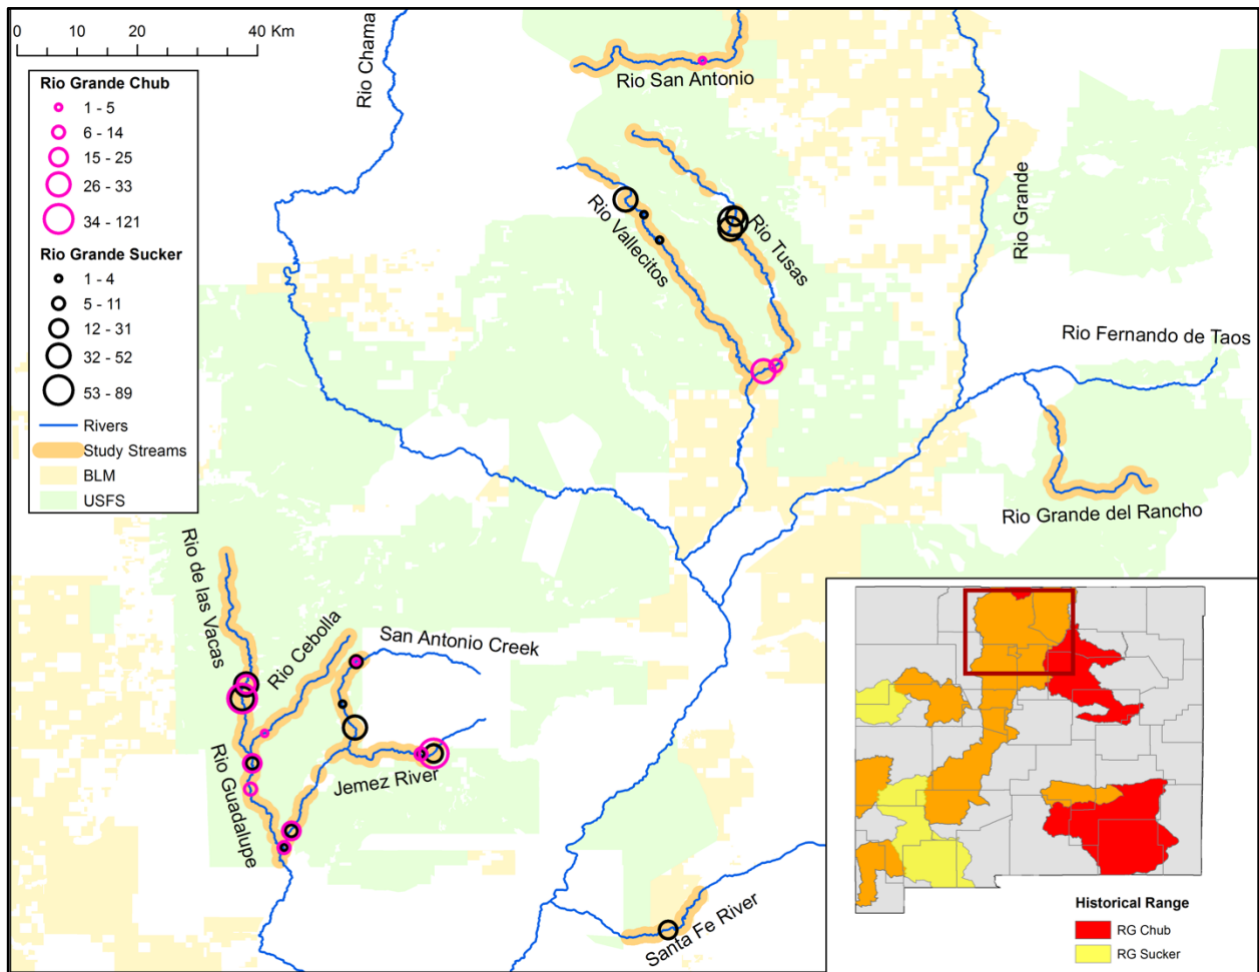 0 10 20 40 Km
Rio Grande Chub
1 - 5
6 - 14
15 - 25
26 - 33
34 - 121
Rio Grande Sucker
1 - 4
5 - 11
12 - 31
32 - 52
53 - 89
Rivers
Study Streams
BLM
USFS
Rio Chama
Rio San Antonio
Rio Vallecitos
Rio Tusas
Rio Grande
Rio Fernando de Taos
Rio Grande del Rancho
Rio de las Vacas
Rio Cebolla
San Antonio Creek
Rio Guadalupe
Jemez River
Santa Fe River
Historical Range
RG Chub
RG Sucker